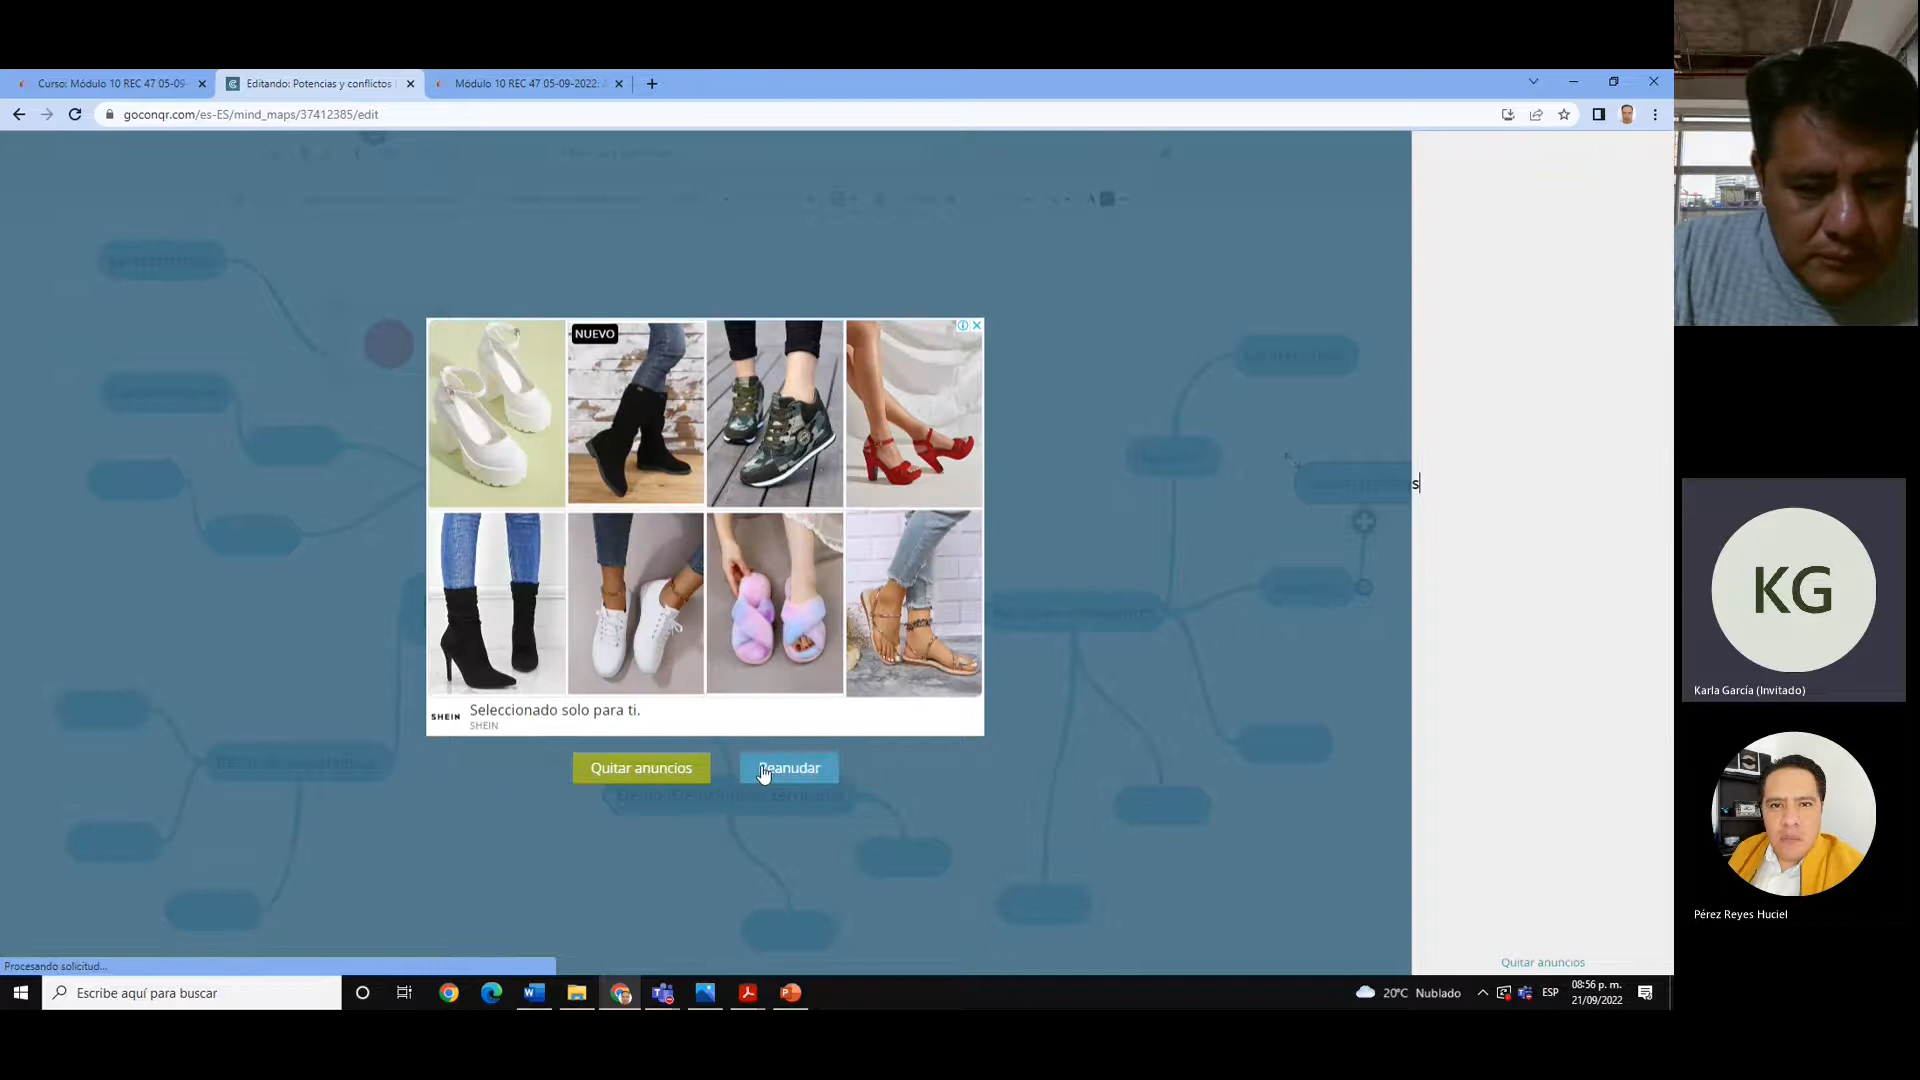 Curso: Módulo 10 REC 47 05-09-
Editando: Potencias y conflictos
Módulo 10 REC 47 05-09-2022:
goconqr.com/es-ES/mind_maps/37412385/edit
NUEVO
s
SHEIN
Seleccionado solo para ti.
SHEIN
Quitar anuncios
Reanudar
KG
Karla García (Invitado)
Pérez Reyes Huciel
Quitar anuncios
Procesando solicitud...
Escribe aquí para buscar
20°C Nublado
ESP
08:56 p. m.
21/09/2022